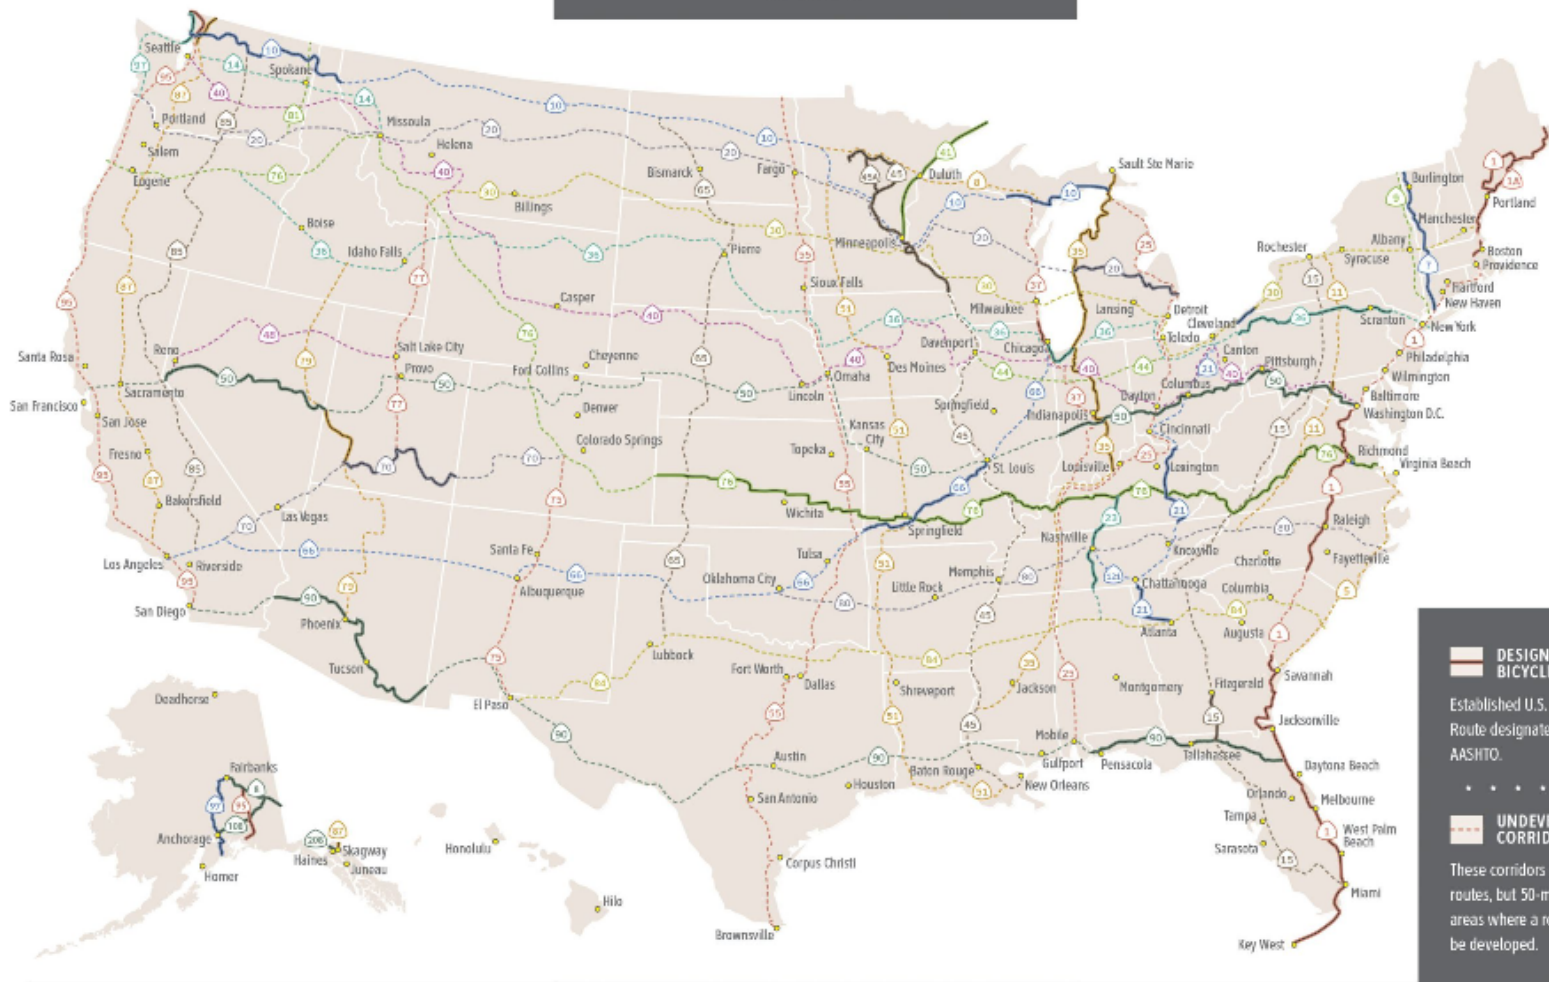 Seattle
Spokane
Portland
Salem
Eugene
Missoula
Helena
Billings
Boise
Idaho Falls
Bismarck
Fargo
Duluth
Sault Ste Marie
Minneapolis
Pierre
Sioux Falls
Casper
Burlington
Portland
Manchester
Albany
Rochester
Syracuse
Boston
Providence
Hartford
New Haven
Milwaukee
Lansing
Detroit
Cleveland
Toledo
Scranton
New York
Santa Rosa
Reno
Salt Lake City
Provo
Cheyenne
Fort Collins
Davenport
Des Moines
Chicago
Canton
Pittsburgh
Philadelphia
Wilmington
Baltimore
Washington D.C.
San Francisco
Sacramento
San Jose
Denver
Lincoln
Omaha
Springfield
Indianapolis
Dayton
Columbus
Cincinnati
Fresno
Colorado Springs
Topeka
Kansas
City
St. Louis
Louisville
Lexington
Richmond
Virginia Beach
Bakersfield
Las Vegas
Wichita
Springfield
Nashville
Knoxville
Raleigh
Los Angeles
Riverside
Santa Fe
Albuquerque
Tulsa
Oklahoma City
Little Rock
Memphis
Chattanooga
Charlotte
Fayetteville
Columbia
San Diego
Phoenix
Tucson
El Paso
Lubbock
Fort Worth
Dallas
Shreveport
Jackson
Montgomery
Atlanta
Augusta
Fitzgerald
Savannah
Jacksonville
Austin
San Antonio
Houston
Baton Rouge
New Orleans
Mobile
Gulfport
Pensacola
Tallahassee
Daytona Beach
Orlando
Melbourne
Tampa
Sarasota
West Palm
Beach
Miami
Key West
Corpus Christi
Brownsville
Deadhorse
Fairbanks
Anchorage
Homer
Haines
Skagway
Juneau
Honolulu
Hilo
DESIGN
BICYCL
Established U.S.
Route designate
AASHTO.
UNDEV
CORRID
These corridors
routes, but 50-m
areas where a r
be developed.